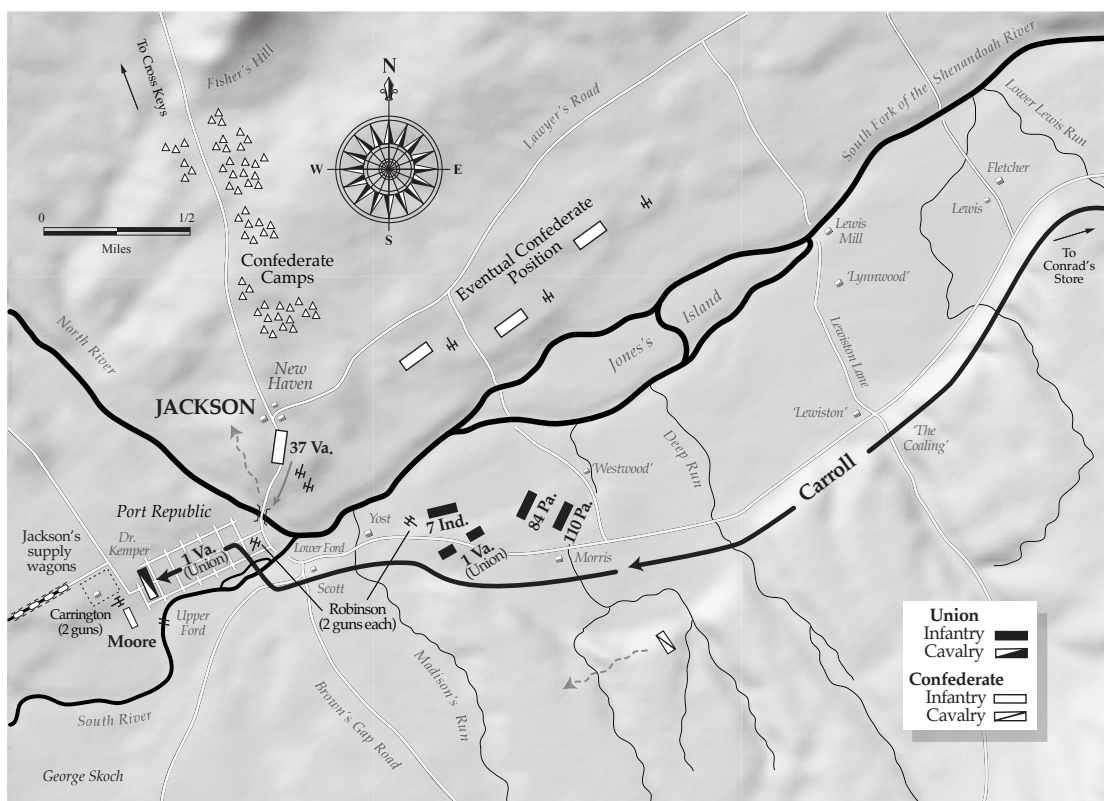 To Cross Keys
Fisher's Hill
N
W
E
S
0
1/2
Miles
Lawyer's Road
South Fork of the Shenandoah River
Lower Lewis Run
Fletcher
Lewis
Lewis
Mill
To
Conrad's
Store
'Lynnwood'
Confederate
Camps
Eventual Confederate
Position
Jones's
Island
North River
New
Haven
Lewiston Lane
JACKSON
'Lewiston'
'The
Coaling'
37 Va.
Deep Run
'Westwood'
Carroll
Port Republic
Yost
7 Ind.
84 Pa.
110 Pa.
Jackson's
supply
wagons
Dr.
Kemper
1 Va.
(Union)
Lower Ford
1 Va.
(Union)
Morris
Scott
Carrington
(2 guns)
Moore
Upper
Ford
Robinson
(2 guns each)
Union
Infantry
Cavalry
Confederate
Infantry
Cavalry
Madison's Run
Brown's Gap Road
South River
George Skoch